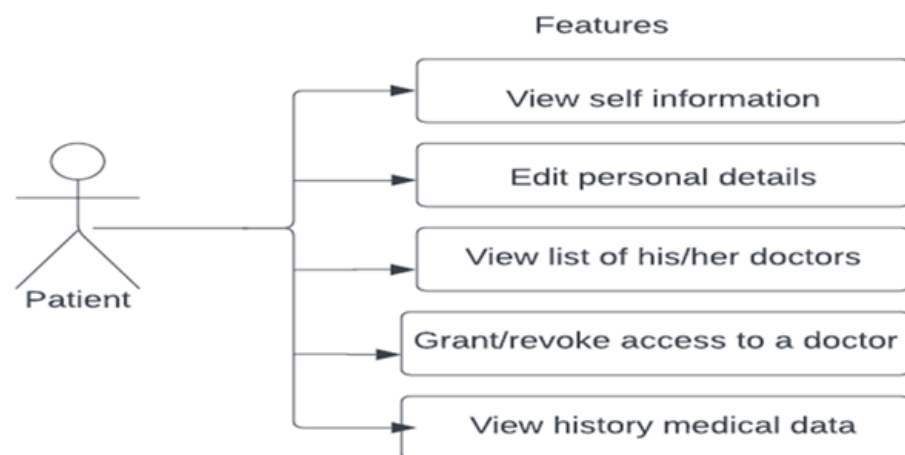 Features
View self information
Edit personal details
View list of his/her doctors
Patient
Grant/revoke access to a doctor
View history medical data